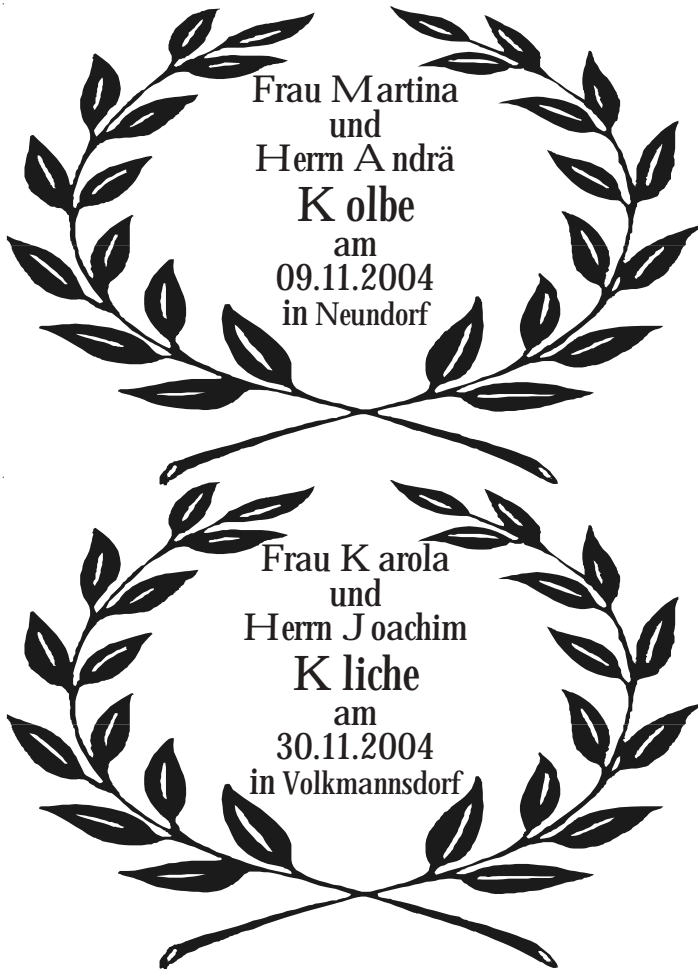 Frau Martina
und
Herrn Andrä
Kolbe
am
09.11.2004
in Neundorf
Frau Karola
und
Herrn Joachim
Kliche
am
30.11.2004
in Volkmannsdorf